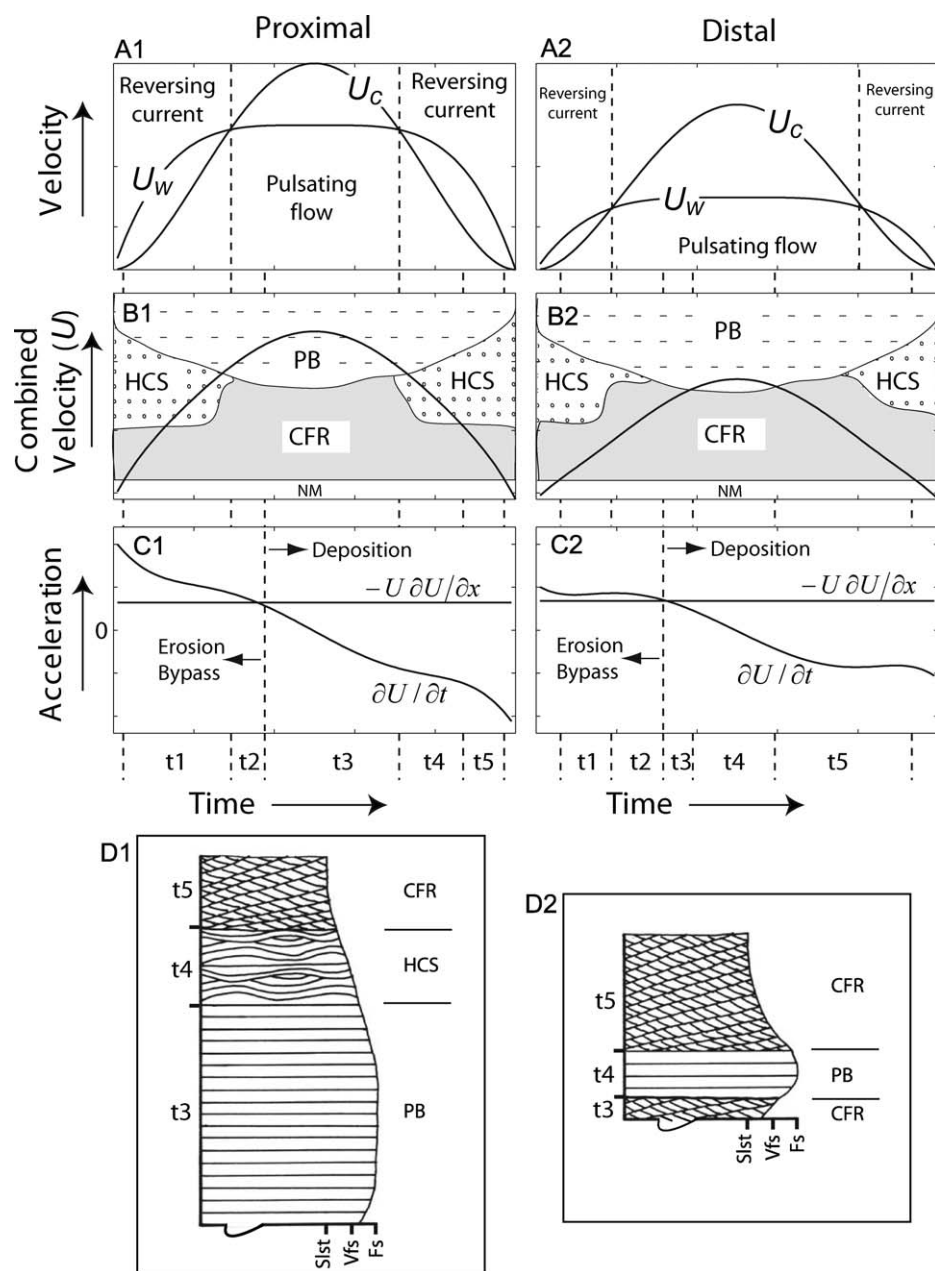 Proximal
Distal
A1
Reversing
current
U_C
Reversing
current
U_W
Pulsating
flow
Velocity
A2
Reversing
current
U_C
Reversing
current
U_W
Pulsating flow
Combined
Velocity (U)
B1
PB
HCS
HCS
CFR
NM
B2
PB
HCS
HCS
CFR
NM
Acceleration
0
C1
Deposition
−U ∂U/∂x
Erosion
Bypass
∂U/∂t
C2
Deposition
−U ∂U/∂x
Erosion
Bypass
∂U/∂t
t1 t2 t3 t4 t5
t1 t2 t3 t4 t5
Time
Time
D1
t5
CFR
t4
HCS
t3
PB
Slst
Vfs
Fs
D2
t5
CFR
t4
PB
t3
CFR
Slst
Vfs
Fs